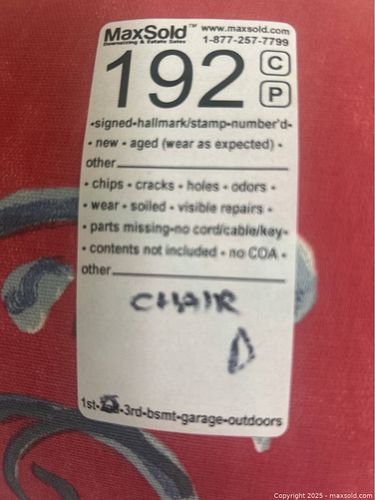 MaxSold™ www.maxsold.com
Downsizing & Estate Sales 1-877-257-7799
192 C
P
•signed-hallmark/stamp-number'd-
• new - aged (wear as expected) •
other
• chips • cracks • holes • odors •
• wear • soiled • visible repairs •
• parts missing-no cord/cable/key-
• contents not included • no COA •
other
CHAIR
D
1st-2nd-3rd-bsmt-garage-outdoors
Copyright © 2025 - maxsold.com